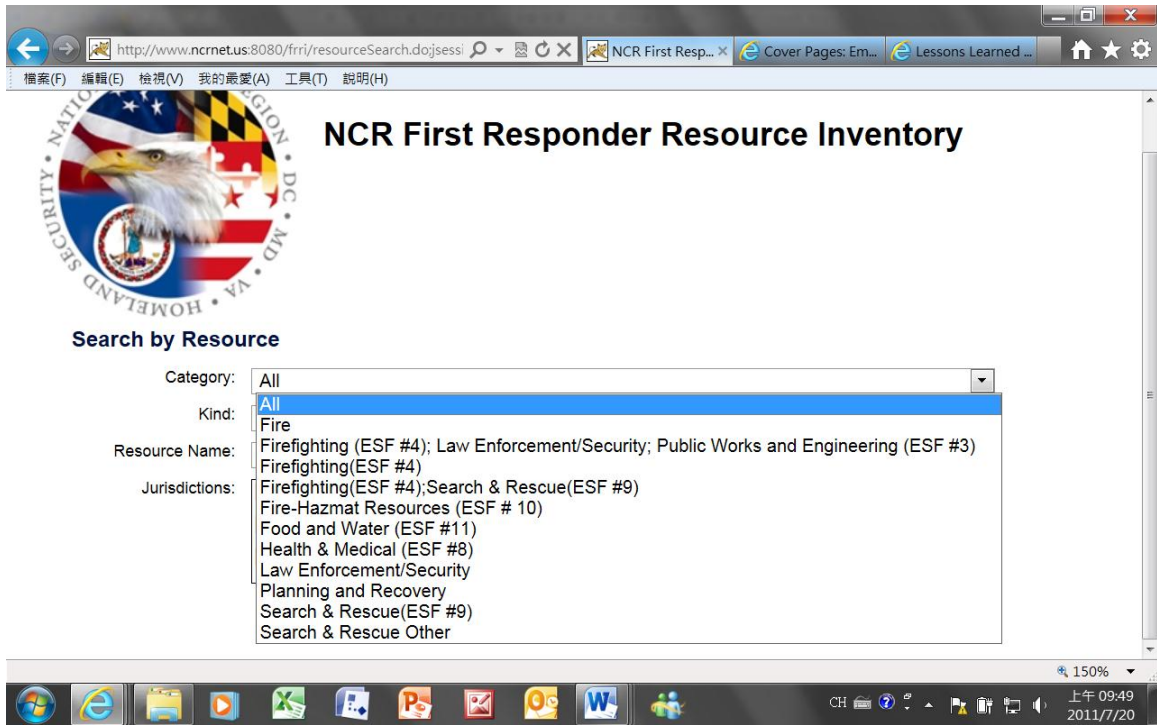 http://www.ncrnet.us:8080/frri/resourceSearch.do;jsessi
NCR First Resp...
Cover Pages: Em...
Lessons Learned ...
檔案(F) 編輯(E) 檢視(V) 我的最愛(A) 工具(T) 說明(H)
REGION • DC • MD • VA • HOMELAND SECURITY •
NCR First Responder Resource Inventory
Search by Resource
Category: All
Kind:
Resource Name:
Jurisdictions:
All
Fire
Firefighting (ESF #4); Law Enforcement/Security; Public Works and Engineering (ESF #3)
Firefighting(ESF #4)
Firefighting(ESF #4);Search & Rescue(ESF #9)
Fire-Hazmat Resources (ESF # 10)
Food and Water (ESF #11)
Health & Medical (ESF #8)
Law Enforcement/Security
Planning and Recovery
Search & Rescue(ESF #9)
Search & Rescue Other
150%
CH
上午 09:49
2011/7/20